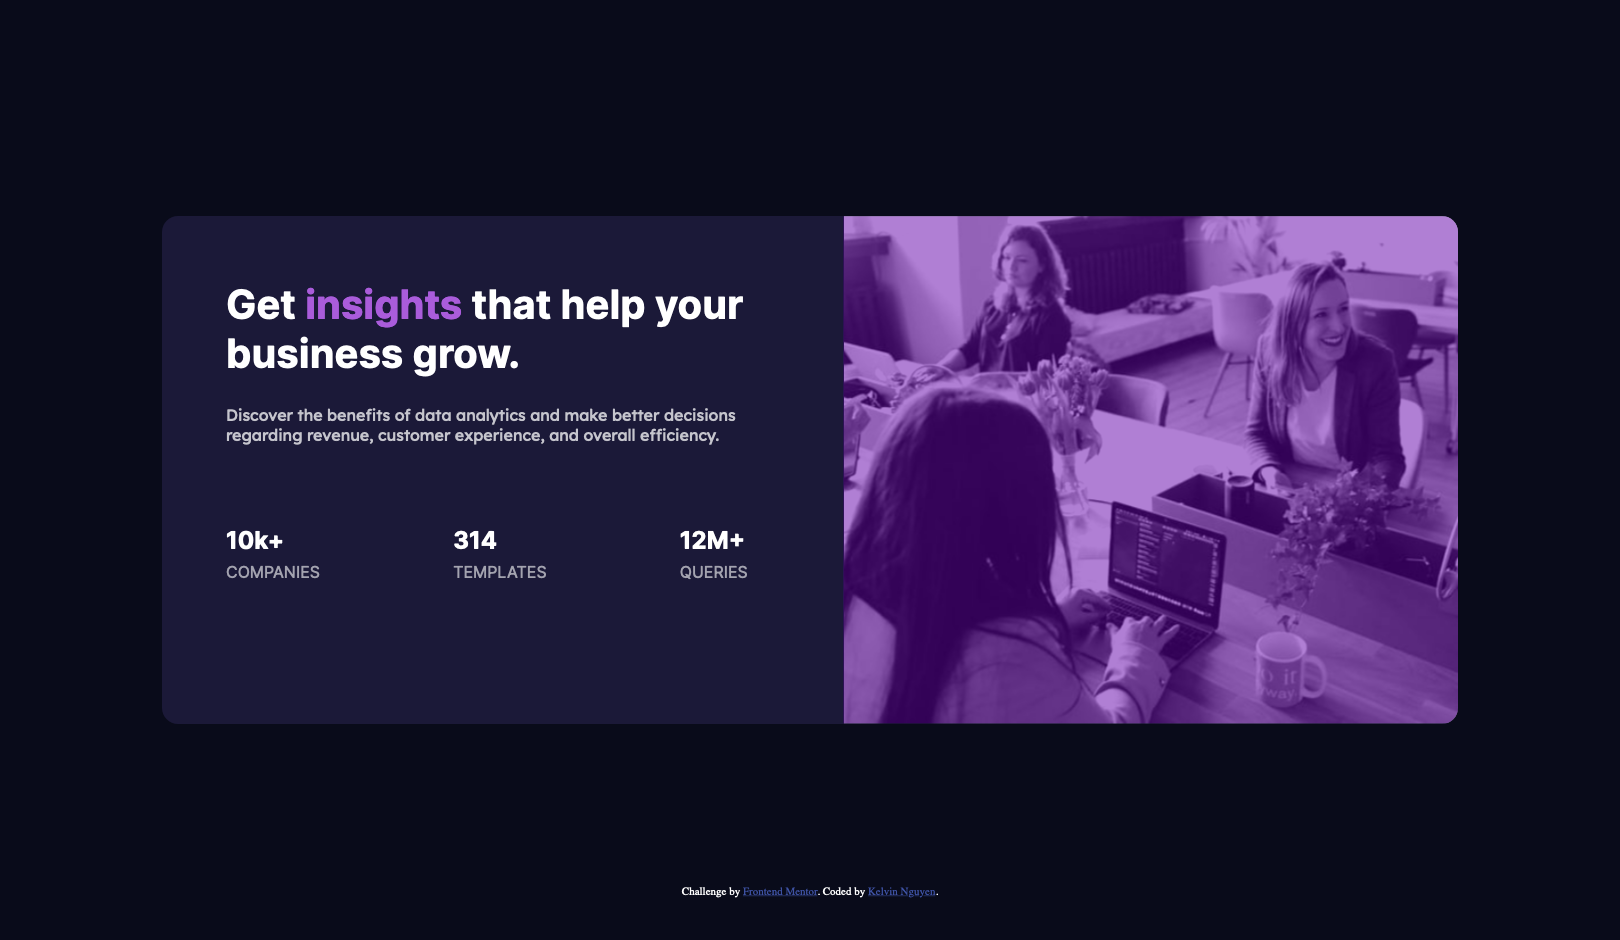 Get insights that help your
business grow.
Discover the benefits of data analytics and make better decisions
regarding revenue, customer experience, and overall efficiency.
10k+
314
12M+
COMPANIES
TEMPLATES
QUERIES
o it
way
Challenge by Frontend Mentor. Coded by Kelvin Nguyen.